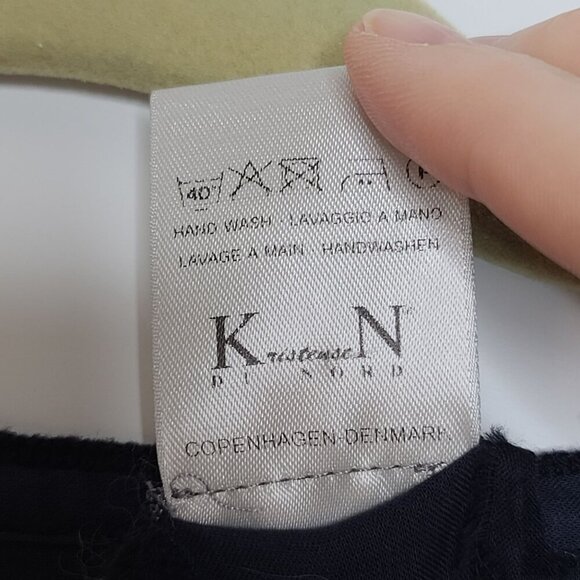 40 P
HAND WASH · LAVAGGIO A MANO
LAVAGE A MAIN · HANDWASHEN
KristenseN
DU NORD
COPENHAGEN-DENMARK